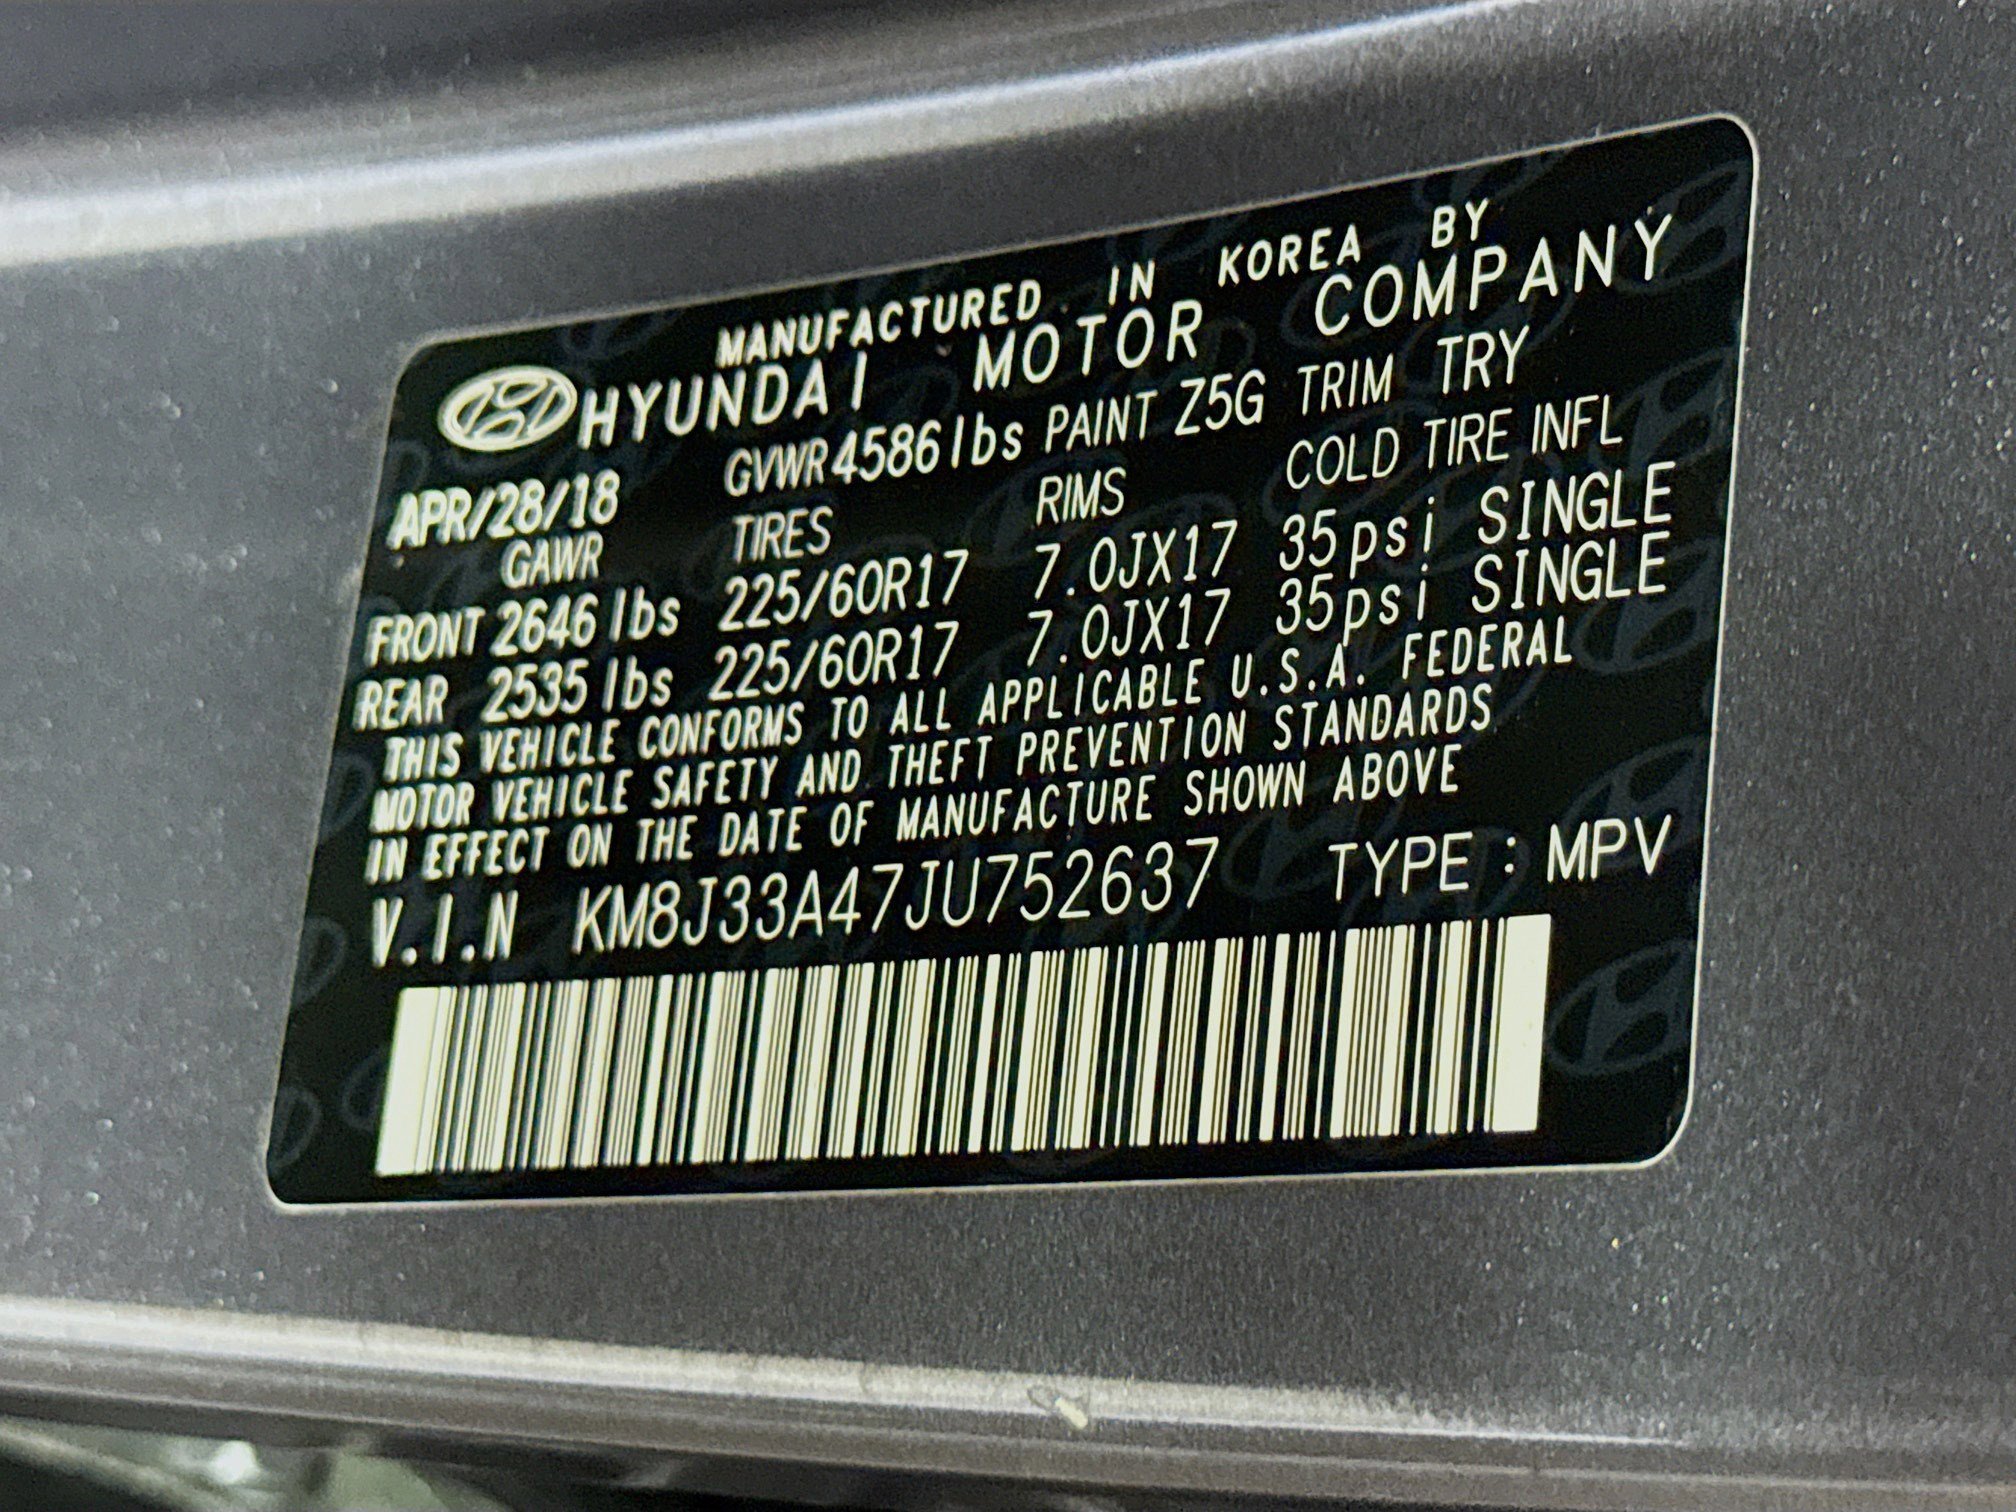 MANUFACTURED IN KOREA BY
HYUNDAI MOTOR COMPANY
APR/28/18 GVWR 4586lbs PAINT Z5G TRIM TRY
GAWR TIRES RIMS COLD TIRE INFL
FRONT 2646 lbs 225/60R17 7.0JX17 35psi SINGLE
REAR 2535 lbs 225/60R17 7.0JX17 35psi SINGLE
THIS VEHICLE CONFORMS TO ALL APPLICABLE U.S.A. FEDERAL
MOTOR VEHICLE SAFETY AND THEFT PREVENTION STANDARDS
IN EFFECT ON THE DATE OF MANUFACTURE SHOWN ABOVE
V.I.N KM8J33A47JU752637 TYPE : MPV